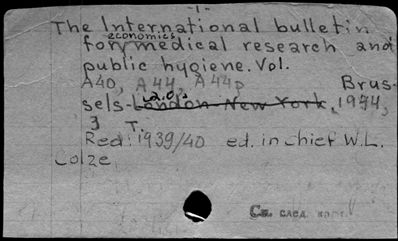 -1-
The International bulletin
economics
for medical research and
public hygiene. Vol.
A40, A44, A44p Brus-
a.o.
sels-London-New York, 1944,
3 T.
Red: 1939/40 ed. in chief W.L.
Colze
См. след. карт.